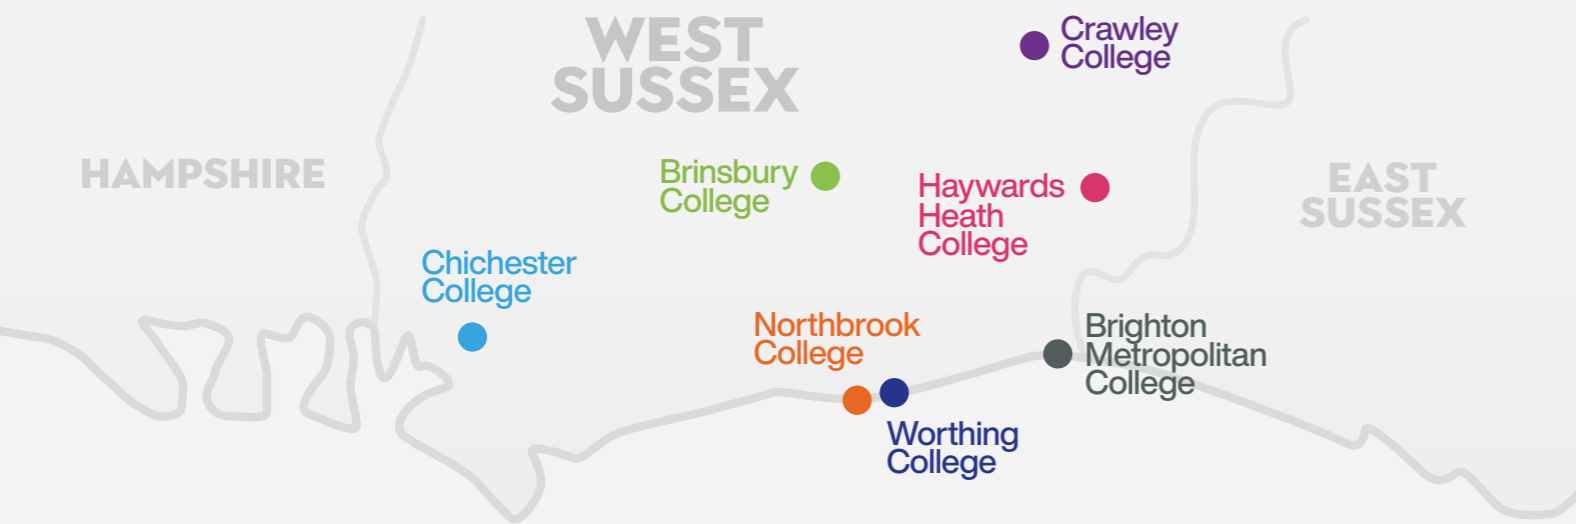 WEST
SUSSEX
Crawley
College
HAMPSHIRE
Brinsbury
College
Haywards
Heath
College
EAST
SUSSEX
Chichester
College
Northbrook
College
Brighton
Metropolitan
College
Worthing
College